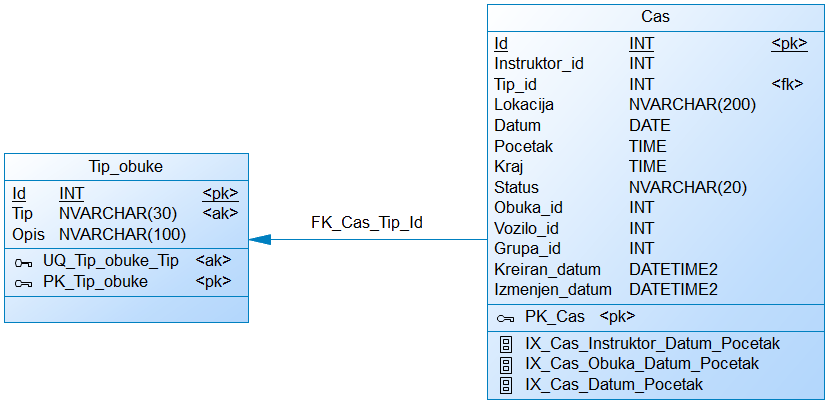 Tip_obuke
Id INT <pk>
Tip NVARCHAR(30) <ak>
Opis NVARCHAR(100)
UQ_Tip_obuke_Tip <ak>
PK_Tip_obuke <pk>
FK_Cas_Tip_Id
Cas
Id INT <pk>
Instruktor_id INT
Tip_id INT <fk>
Lokacija NVARCHAR(200)
Datum DATE
Pocetak TIME
Kraj TIME
Status NVARCHAR(20)
Obuka_id INT
Vozilo_id INT
Grupa_id INT
Kreiran_datum DATETIME2
Izmenjen_datum DATETIME2
PK_Cas <pk>
IX_Cas_Instruktor_Datum_Pocetak
IX_Cas_Obuka_Datum_Pocetak
IX_Cas_Datum_Pocetak